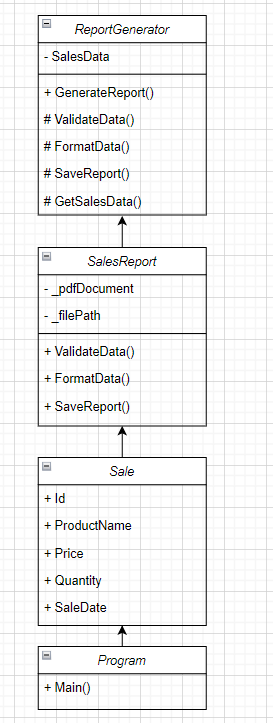 ReportGenerator
- SalesData
+ GenerateReport()
# ValidateData()
# FormatData()
# SaveReport()
# GetSalesData()
SalesReport
- _pdfDocument
- _filePath
+ ValidateData()
+ FormatData()
+ SaveReport()
Sale
+ Id
+ ProductName
+ Price
+ Quantity
+ SaleDate
Program
+ Main()